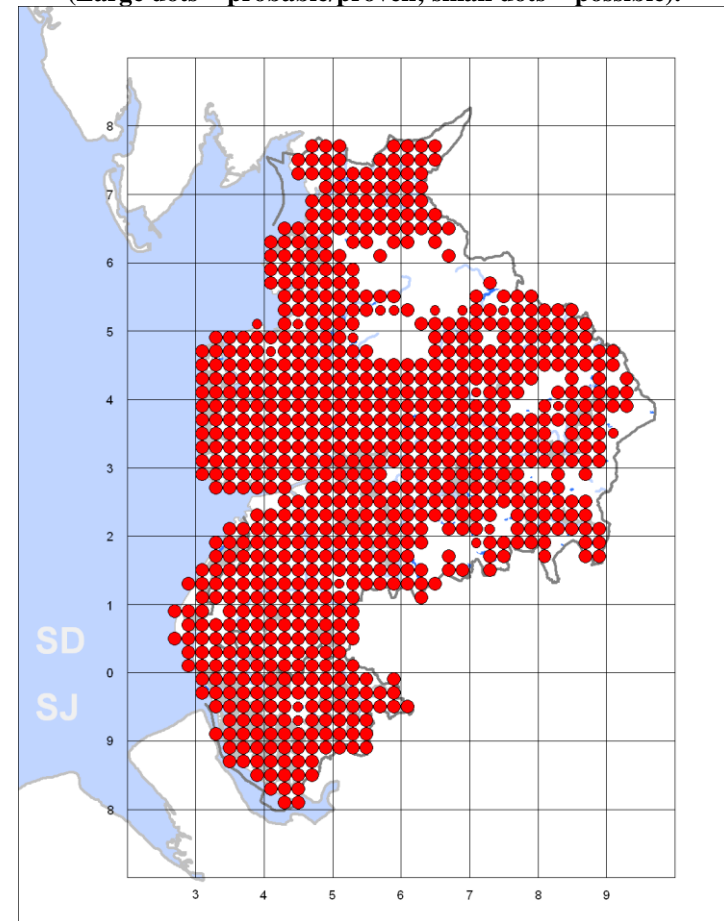 (Large dots = probable/proven, small dots = possible).
8
7
6
5
4
3
2
1
SD
0
SJ
9
8
3 4 5 6 7 8 9